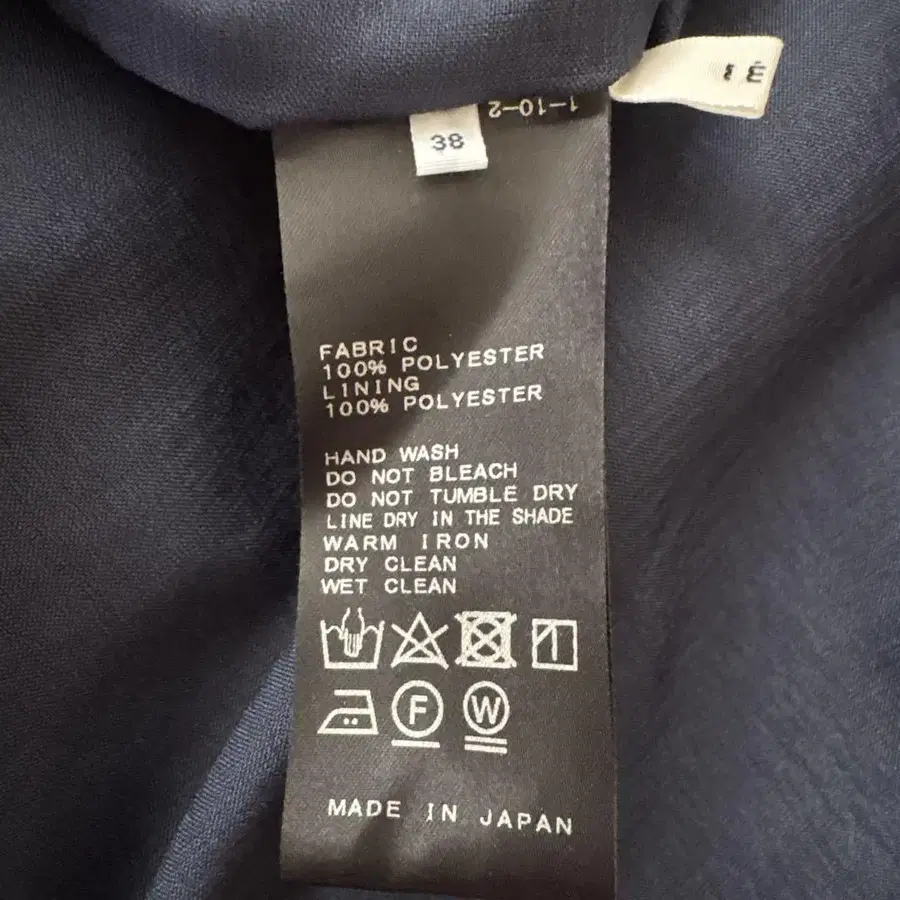 1-10-2
38
FABRIC
100% POLYESTER
LINING
100% POLYESTER
HAND WASH
DO NOT BLEACH
DO NOT TUMBLE DRY
LINE DRY IN THE SHADE
WARM IRON
DRY CLEAN
WET CLEAN
F W
MADE IN JAPAN